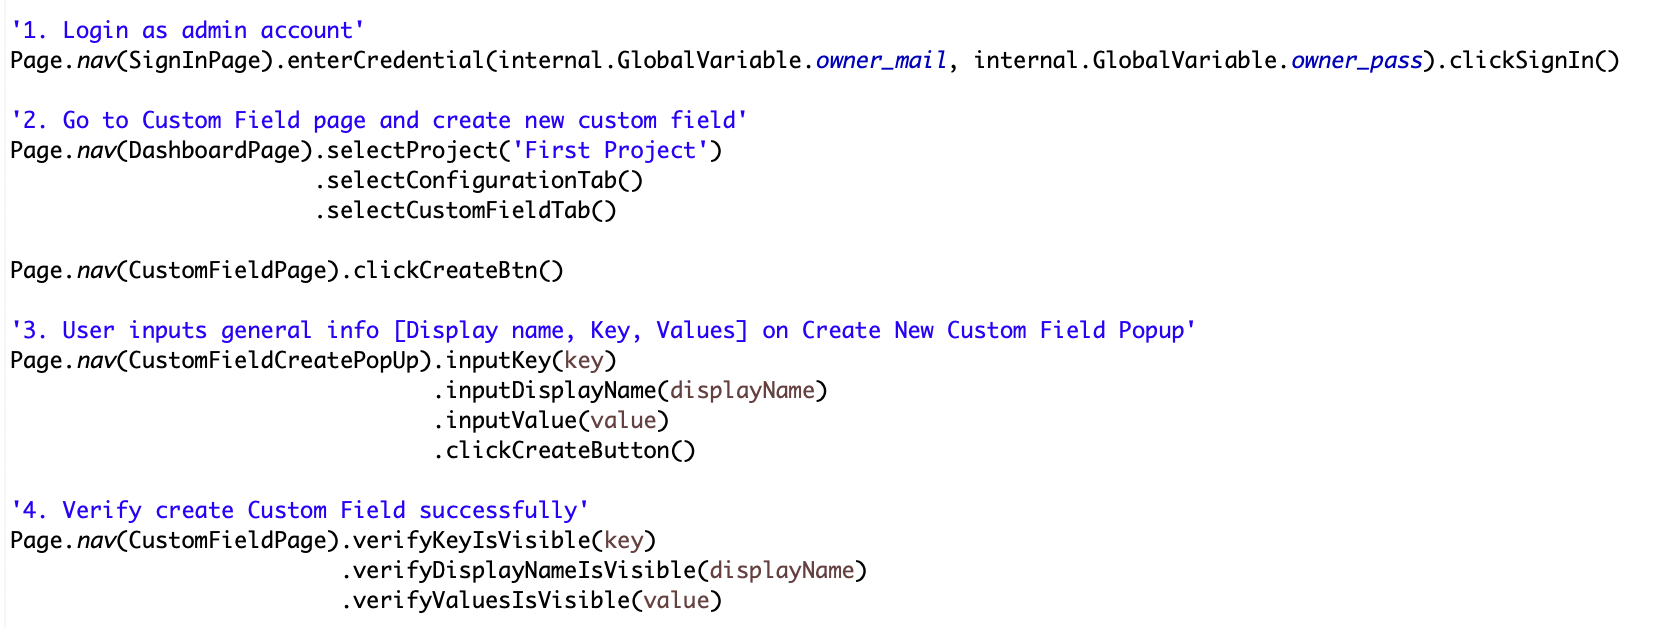 '1. Login as admin account'
Page.nav(SignInPage).enterCredential(internal.GlobalVariable.owner_mail, internal.GlobalVariable.owner_pass).clickSignIn()
'2. Go to Custom Field page and create new custom field'
Page.nav(DashboardPage).selectProject('First Project')
.selectConfigurationTab()
.selectCustomFieldTab()
Page.nav(CustomFieldPage).clickCreateBtn()
'3. User inputs general info [Display name, Key, Values] on Create New Custom Field Popup'
Page.nav(CustomFieldCreatePopUp).inputKey(key)
.inputDisplayName(displayName)
.inputValue(value)
.clickCreateButton()
'4. Verify create Custom Field successfully'
Page.nav(CustomFieldPage).verifyKeyIsVisible(key)
.verifyDisplayNameIsVisible(displayName)
.verifyValuesIsVisible(value)